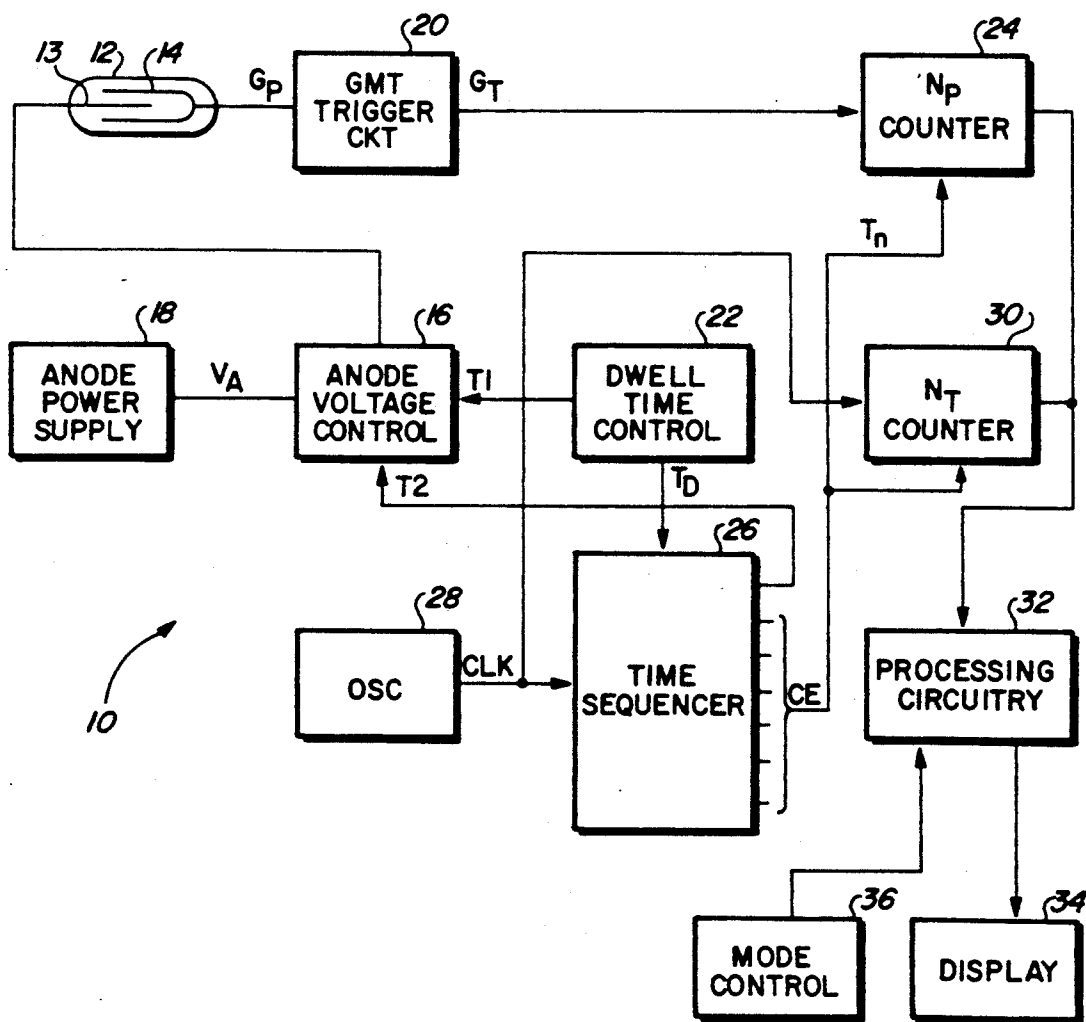 20
24
13
12
14
GP
GMT
TRIGGER
CKT
GT
NP
COUNTER
Tn
18
16
22
30
ANODE
POWER
SUPPLY
VA
ANODE
VOLTAGE
CONTROL
T1
DWELL
TIME
CONTROL
NT
COUNTER
T2
TD
26
28
32
OSC
CLK
TIME
SEQUENCER
CE
PROCESSING
CIRCUITRY
10
36
34
MODE
CONTROL
DISPLAY